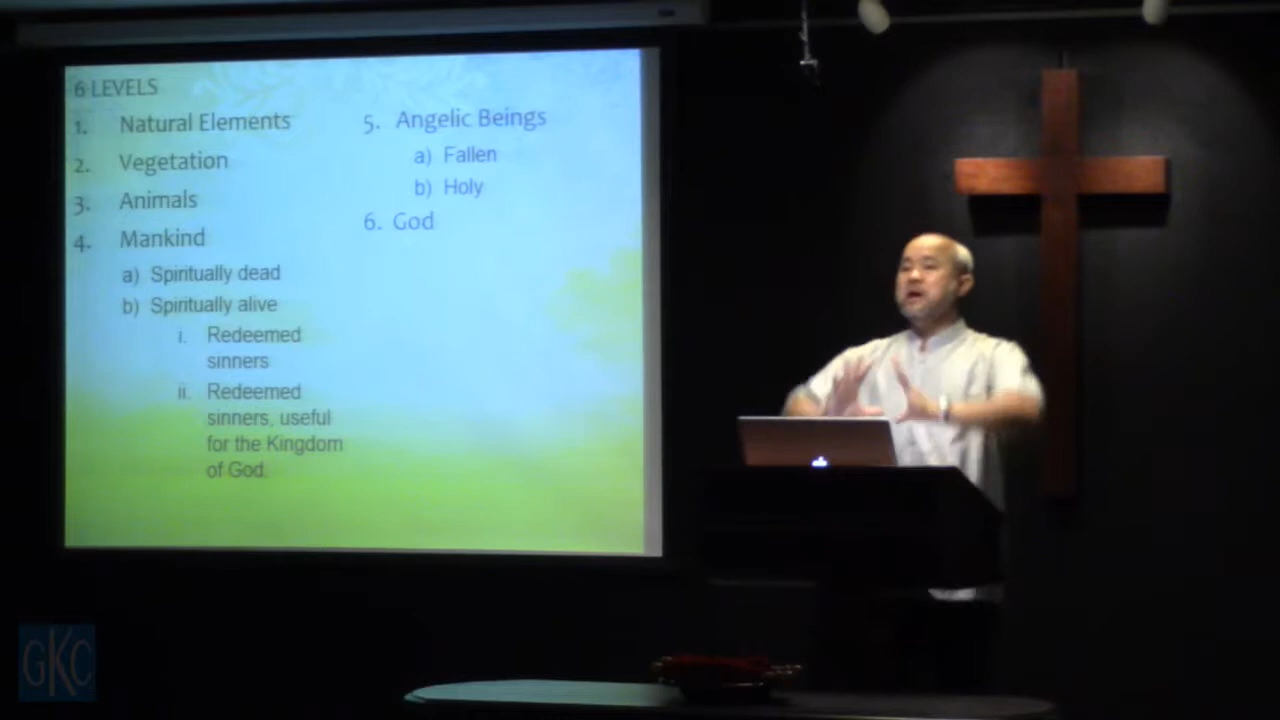 6 LEVELS
1. Natural Elements
2. Vegetation
3. Animals
4. Mankind
a) Spiritually dead
b) Spiritually alive
i. Redeemed
sinners
ii. Redeemed
sinners, useful
for the Kingdom
of God.
5. Angelic Beings
a) Fallen
b) Holy
6. God
GKC